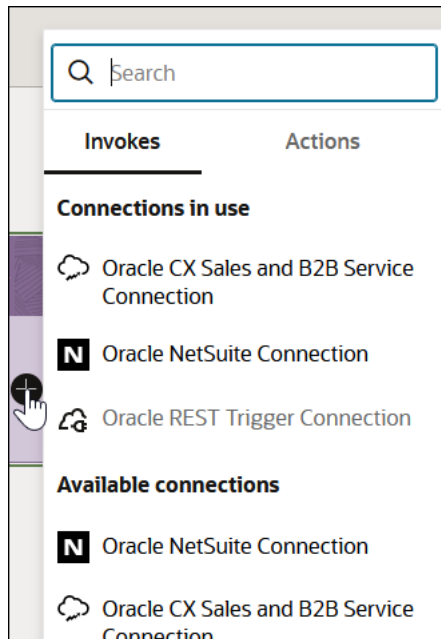 Search
Invokes Actions
Connections in use
Oracle CX Sales and B2B Service
Connection
N Oracle NetSuite Connection
Oracle REST Trigger Connection
Available connections
N Oracle NetSuite Connection
Oracle CX Sales and B2B Service
Connection